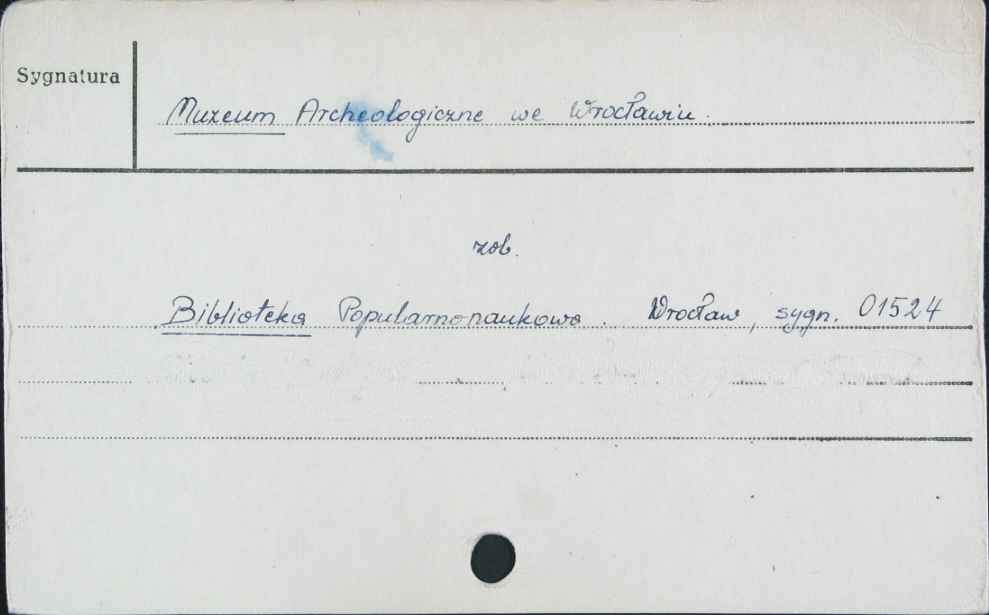 Sygnatura
Muzeum Archeologiczne we Wrocławiu.
zob.
Biblioteka Popularnonaukowa. Wrocław, sygn. 01524